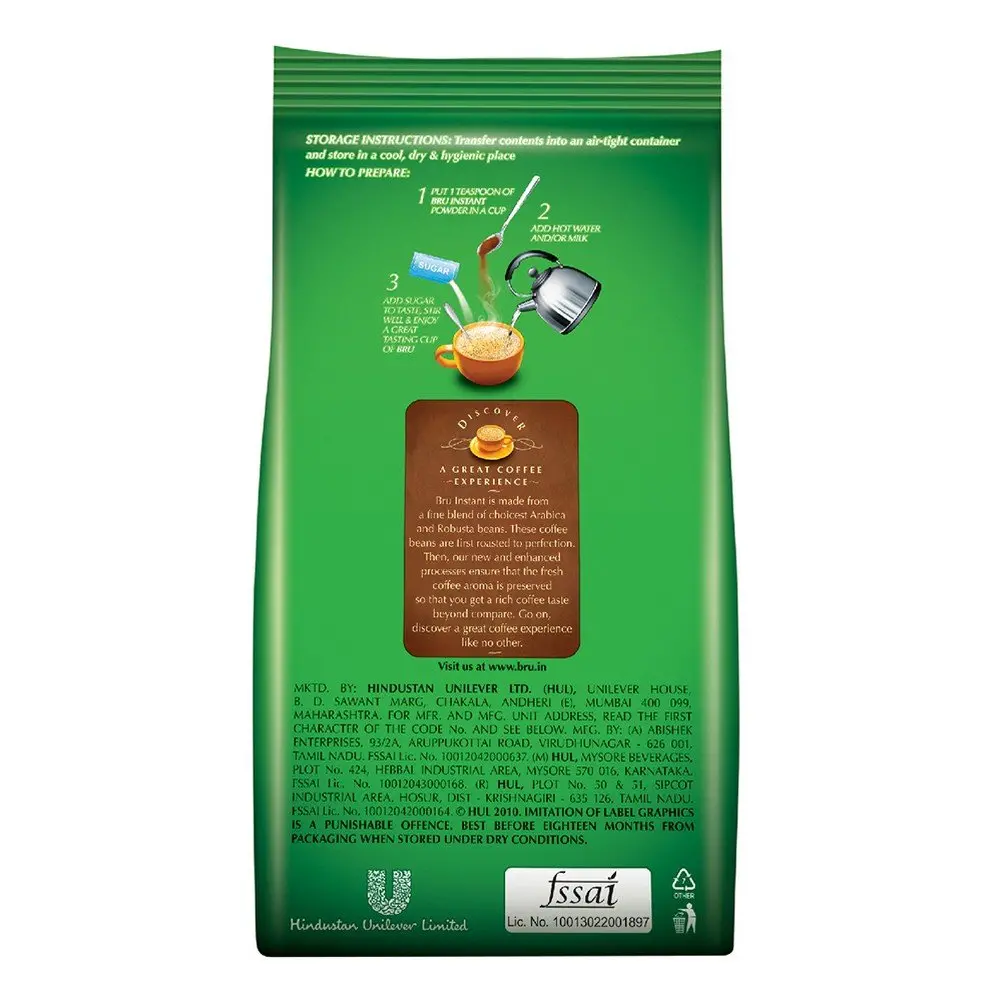 STORAGE INSTRUCTIONS: Transfer contents into an air-tight container
and store in a cool, dry & hygienic place
HOW TO PREPARE:
1 PUT 1 TEASPOON OF
BRU INSTANT
POWDER IN A CUP
2
ADD HOT WATER
AND/OR MILK
SUGAR
3
ADD SUGAR
TO TASTE, STIR
WELL & ENJOY
A GREAT
TASTING CUP
OF BRU
DISCOVER
A GREAT COFFEE
EXPERIENCE
Bru Instant is made from
a fine blend of choicest Arabica
and Robusta beans. These coffee
beans are first roasted to perfection.
Then, our new and enhanced
processes ensure that the fresh
coffee aroma is preserved
so that you get a rich coffee taste
beyond compare. Go on,
discover a great coffee experience
like no other.
Visit us at www.bru.in
MKTD. BY: HINDUSTAN UNILEVER LTD. (HUL), UNILEVER HOUSE,
B. D. SAWANT MARG, CHAKALA, ANDHERI (E), MUMBAI 400 099,
MAHARASHTRA. FOR MFR. AND MFG. UNIT ADDRESS, READ THE FIRST
CHARACTER OF THE CODE No. AND SEE BELOW. MFG. BY: (A) ABISHEK
ENTERPRISES, 93/2A, ARUPPUKOTTAI ROAD, VIRUDHUNAGAR - 626 001.
TAMIL NADU. FSSAI Lic. No. 10012042000637. (M) HUL, MYSORE BEVERAGES,
PLOT No. 424, HEBBAL INDUSTRIAL AREA, MYSORE 570 016, KARNATAKA.
FSSAI Lic. No. 10012043000168. (R) HUL, PLOT No. 50 & 51, SIPCOT
INDUSTRIAL AREA, HOSUR, DIST - KRISHNAGIRI - 635 126, TAMIL NADU.
FSSAI Lic. No. 10012042000164. © HUL 2010. IMITATION OF LABEL GRAPHICS
IS A PUNISHABLE OFFENCE. BEST BEFORE EIGHTEEN MONTHS FROM
PACKAGING WHEN STORED UNDER DRY CONDITIONS.
Hindustan Unilever Limited
fssai
Lic. No. 10013022001897
7
OTHER